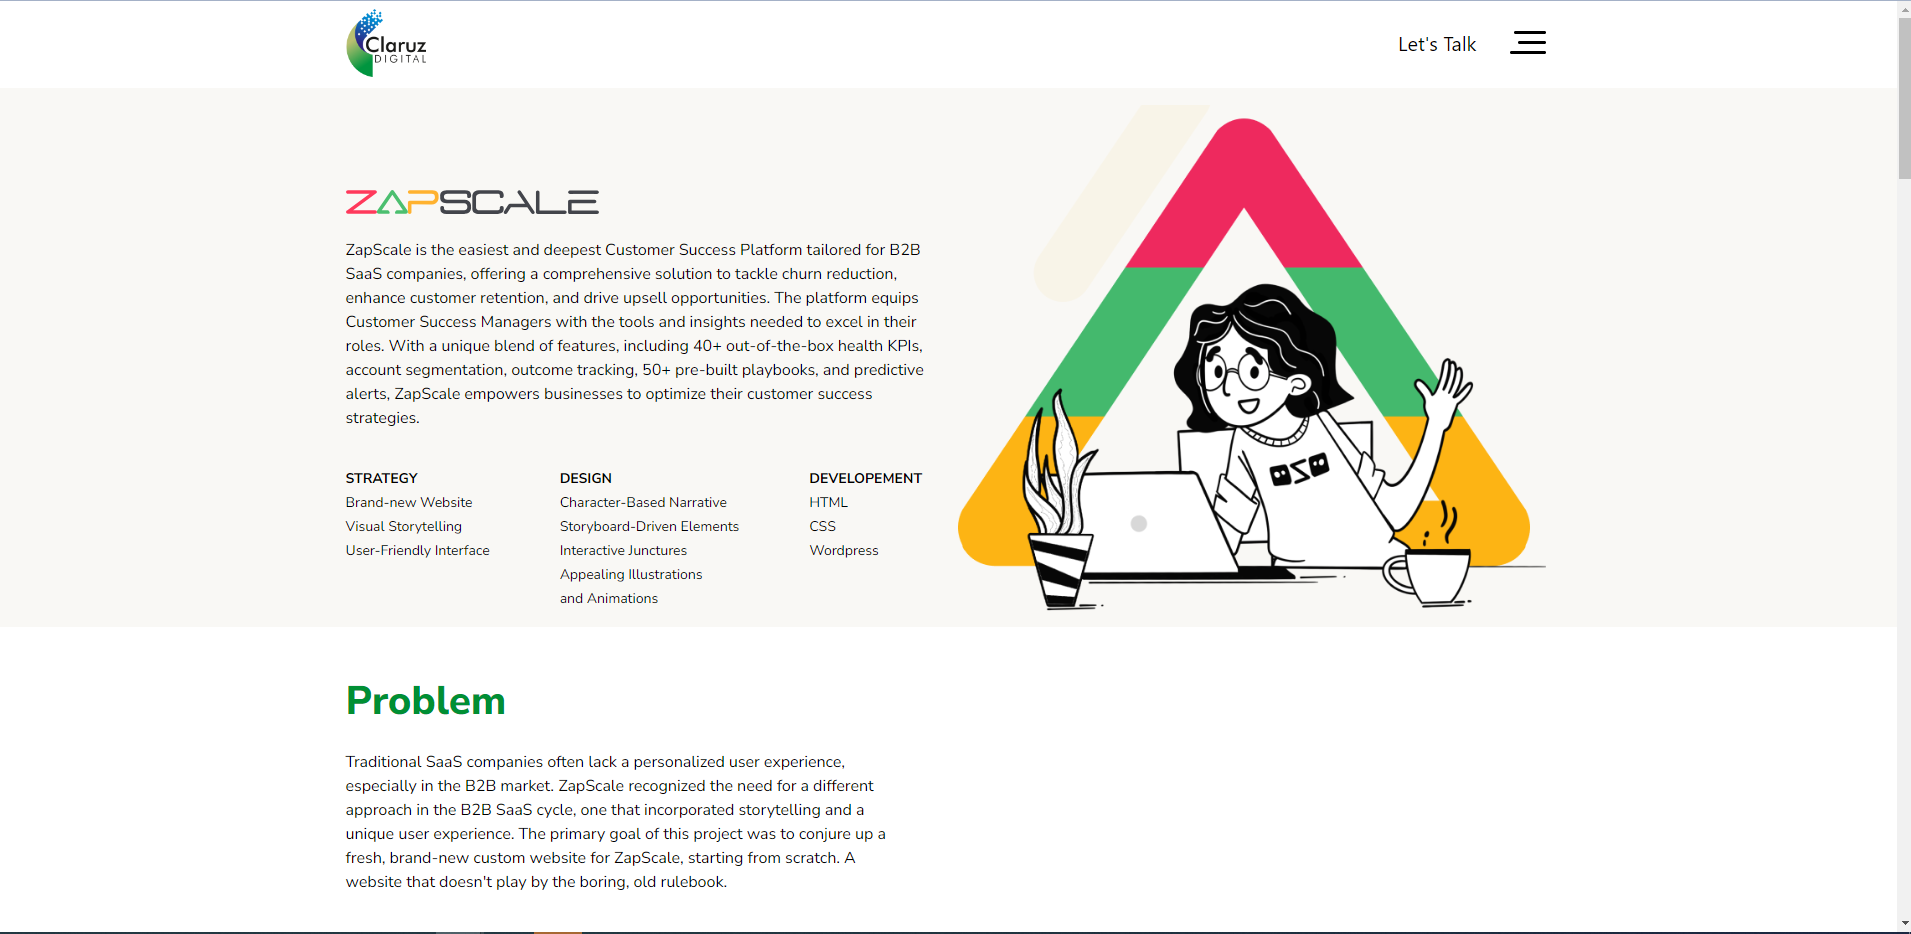 Claruz
DIGITAL
Let's Talk
ZAPSCALE
ZapScale is the easiest and deepest Customer Success Platform tailored for B2B
SaaS companies, offering a comprehensive solution to tackle churn reduction,
enhance customer retention, and drive upsell opportunities. The platform equips
Customer Success Managers with the tools and insights needed to excel in their
roles. With a unique blend of features, including 40+ out-of-the-box health KPIs,
account segmentation, outcome tracking, 50+ pre-built playbooks, and predictive
alerts, ZapScale empowers businesses to optimize their customer success
strategies.
STRATEGY
Brand-new Website
Visual Storytelling
User-Friendly Interface
DESIGN
Character-Based Narrative
Storyboard-Driven Elements
Interactive Junctures
Appealing Illustrations
and Animations
DEVELOPEMENT
HTML
CSS
Wordpress
Problem
Traditional SaaS companies often lack a personalized user experience,
especially in the B2B market. ZapScale recognized the need for a different
approach in the B2B SaaS cycle, one that incorporated storytelling and a
unique user experience. The primary goal of this project was to conjure up a
fresh, brand-new custom website for ZapScale, starting from scratch. A
website that doesn't play by the boring, old rulebook.